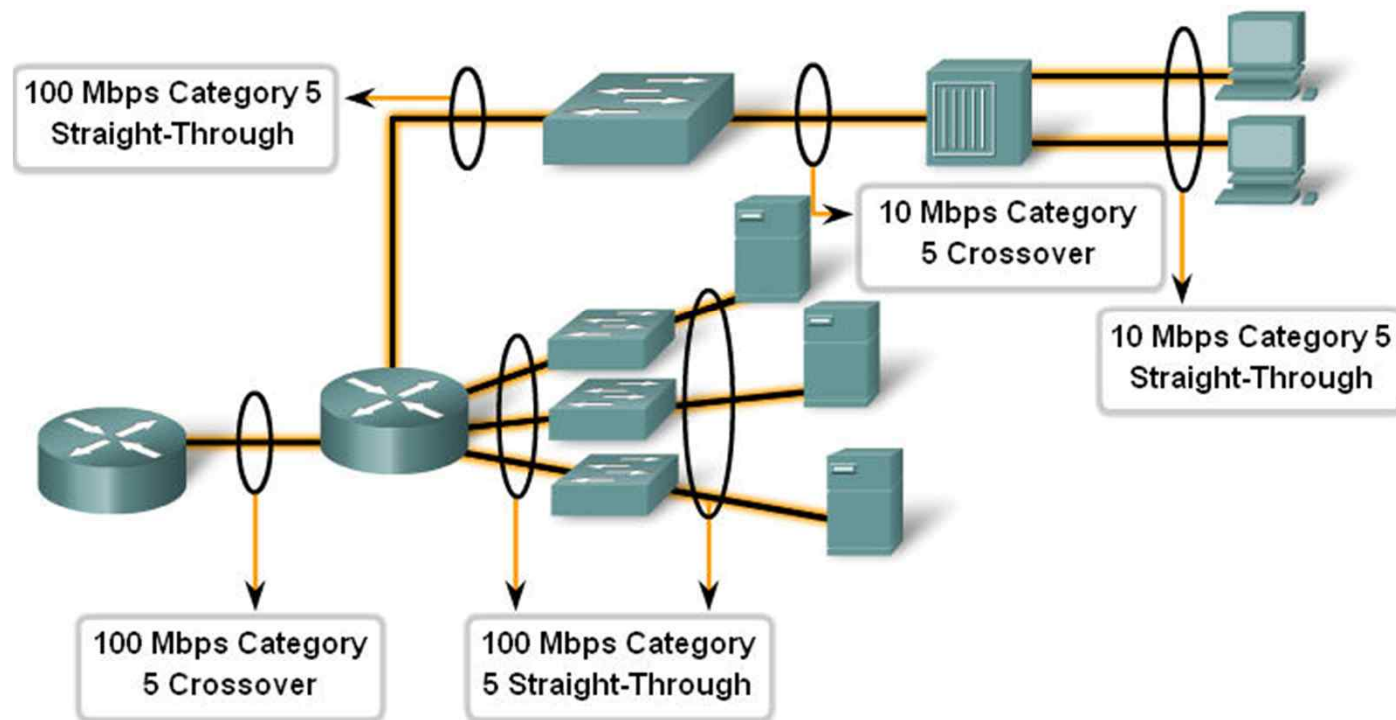 100 Mbps Category 5
Straight-Through
10 Mbps Category
5 Crossover
10 Mbps Category 5
Straight-Through
100 Mbps Category
5 Crossover
100 Mbps Category
5 Straight-Through